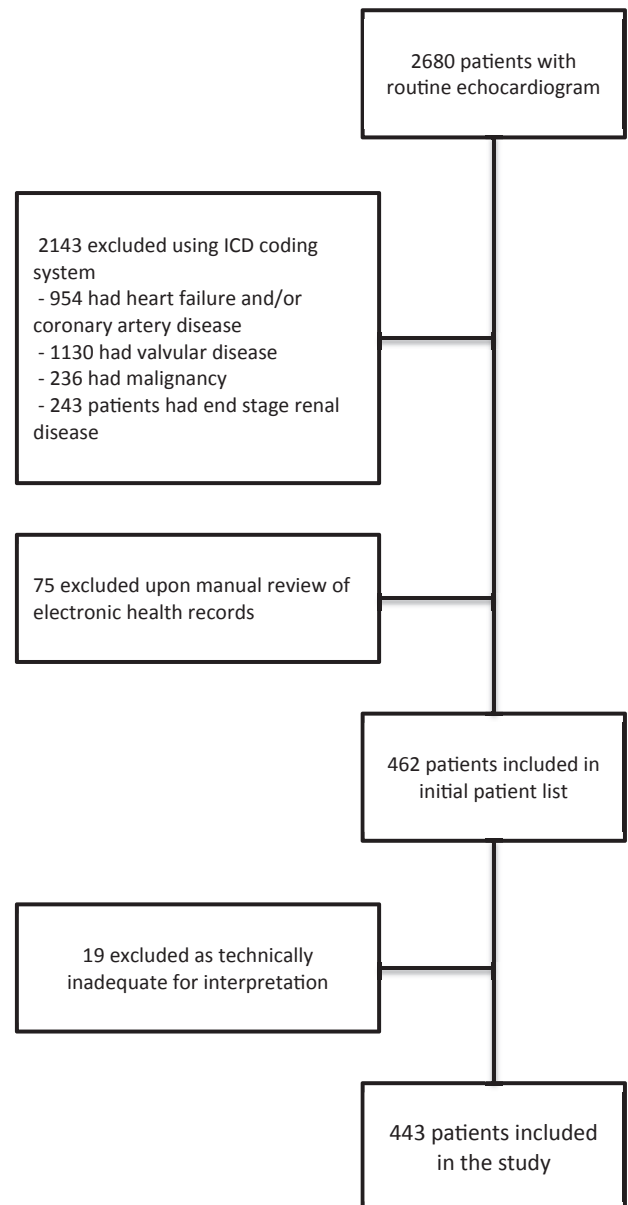 2680 patients with
routine echocardiogram
2143 excluded using ICD coding
system
- 954 had heart failure and/or
coronary artery disease
- 1130 had valvular disease
- 236 had malignancy
- 243 patients had end stage renal
disease
75 excluded upon manual review of
electronic health records
462 patients included in
initial patient list
19 excluded as technically
inadequate for interpretation
443 patients included
in the study